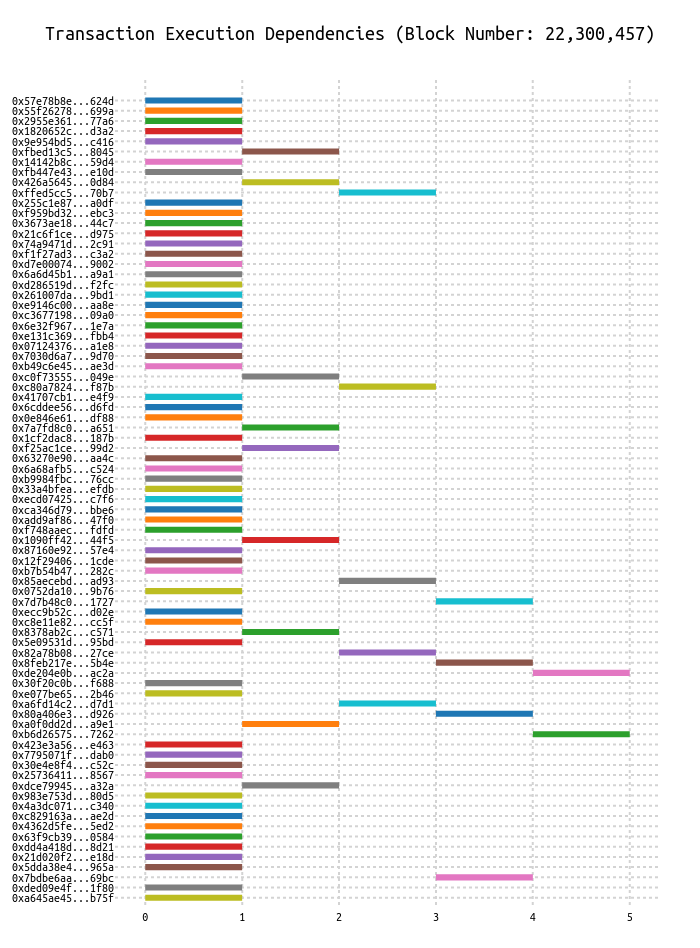 Transaction Execution Dependencies (Block Number: 22,300,457)
0x57e78b8e...624d
0x55f26278...699a
0x2955e361...77a6
0x1820652c...d3a2
0x9e954bd5...c416
0xfbed13c5...8045
0x14142b8c...59d4
0xfb447e43...e10d
0x426a5645...0d84
0xffed5cc5...70b7
0x255c1e87...a0df
0xf959bd32...ebc3
0x3673ae18...44c7
0x21c6f1ce...d975
0x74a9471d...2c91
0xf1f27ad3...c3a2
0xd7e00074...9002
0x6a6d45b1...a9a1
0xd286519d...f2fc
0x261007da...9bd1
0xe9146c00...aa8e
0xc3677198...09a0
0x6e32f967...1e7a
0xe131c369...fbb4
0x07124376...a1e8
0x7030d6a7...9d70
0xb49c6e45...ae3d
0xc0f73555...049e
0xc80a7824...f87b
0x41707cb1...e4f9
0x6cddee56...d6fd
0x0e846e61...df88
0x7a7fd8c0...a651
0x1cf2dac8...187b
0xf25ac1ce...99d2
0x63270e90...aa4c
0x6a68afb5...c524
0xb9984fbc...76cc
0x33a4bfea...efdb
0xecd07425...c7f6
0xca346d79...bbe6
0xadd9af86...47f0
0xf748aaec...fdfd
0x1090ff42...44f5
0x87160e92...57e4
0x12f29406...1cde
0xb7b54b47...282c
0x85aecebd...ad93
0x0752da10...9b76
0x7d7b48c0...1727
0xecc9b52c...d02e
0xc8e11e82...cc5f
0x8378ab2c...c571
0x5e09531d...95bd
0x82a78b08...27ce
0x8feb217e...5b4e
0xde204e0b...ac2a
0x30f20c0b...f688
0xe077be65...2b46
0xa6fd14c2...d7d1
0x80a406e3...d926
0xa0f0dd2d...a9e1
0xb6d26575...7262
0x423e3a56...e463
0x7795071f...dab0
0x30e4e8f4...c52c
0x25736411...8567
0xdce79945...a32a
0x983e753d...80d5
0x4a3dc071...c340
0xc829163a...ae2d
0x4362d5fe...5ed2
0x63f9cb39...0584
0xdd4a418d...8d21
0x21d020f2...e18d
0x5dda38e4...965a
0x7bdbe6aa...69bc
0xded09e4f...1f80
0xa645ae45...b75f
0 1 2 3 4 5